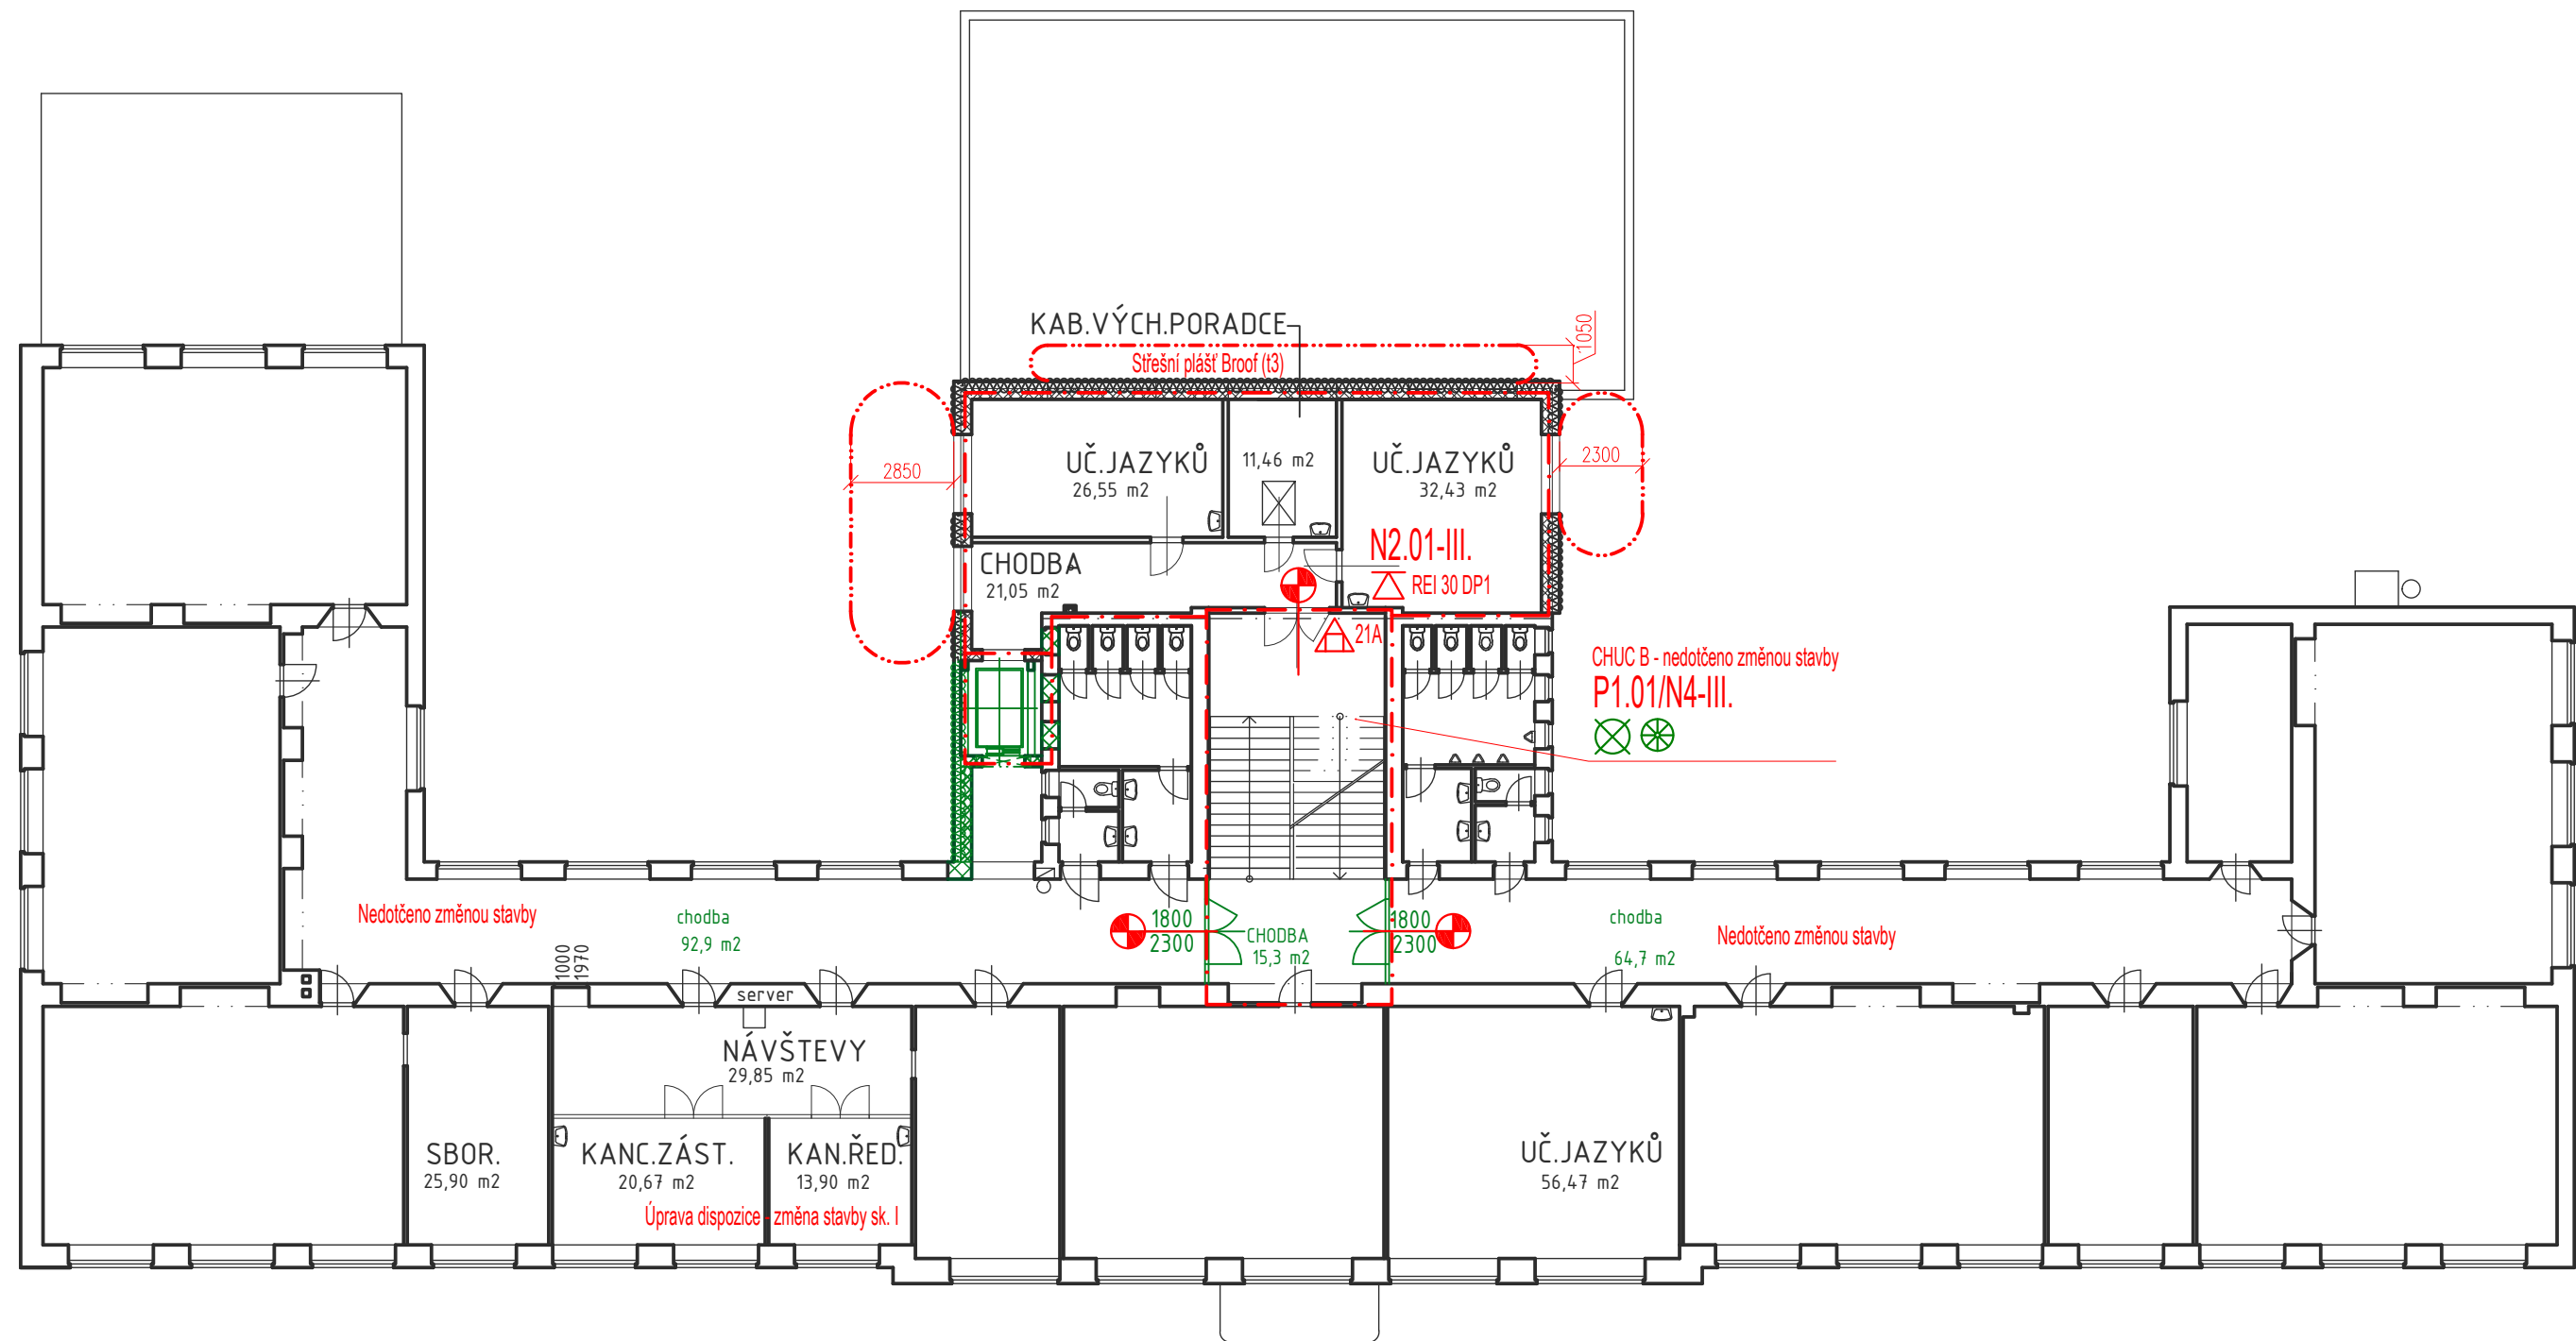 KAB.VÝCH.PORADCE
Střešní plášť Broof (t3)
1050
2850
UČ.JAZYKŮ
26,55 m2
11,46 m2
UČ.JAZYKŮ
32,43 m2
2300
CHODBA
21,05 m2
N2.01-III.
REI 30 DP1
21A
CHUC B - nedotčeno změnou stavby
P1.01/N4-III.
Nedotčeno změnou stavby
chodba
92,9 m2
1000
1970
1800
2300
CHODBA
15,3 m2
1800
2300
chodba
64,7 m2
Nedotčeno změnou stavby
server
NÁVŠTEVY
29,85 m2
SBOR.
25,90 m2
KANC.ZÁST.
20,67 m2
KAN.ŘED.
13,90 m2
Úprava dispozice - změna stavby sk. I
UČ.JAZYKŮ
56,47 m2